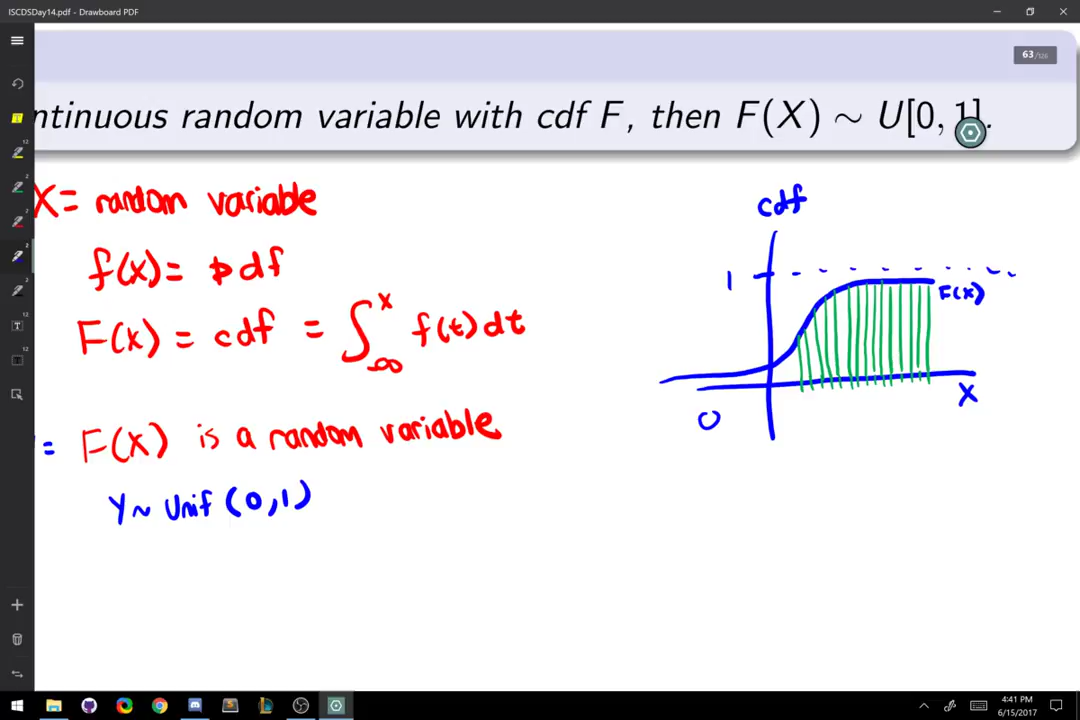 ISCDSDay14.pdf - Drawboard PDF
63/115
ntinuous random variable with cdf F, then F(X) ∼ U[0, 1].
X = random variable
f(x) = pdf
F(x) = cdf = ∫_{-∞}^{x} f(t)dt
= F(X) is a random variable
Y ~ Unif (0,1)
cdf
1
F(x)
0
X
4:41 PM
6/15/2017